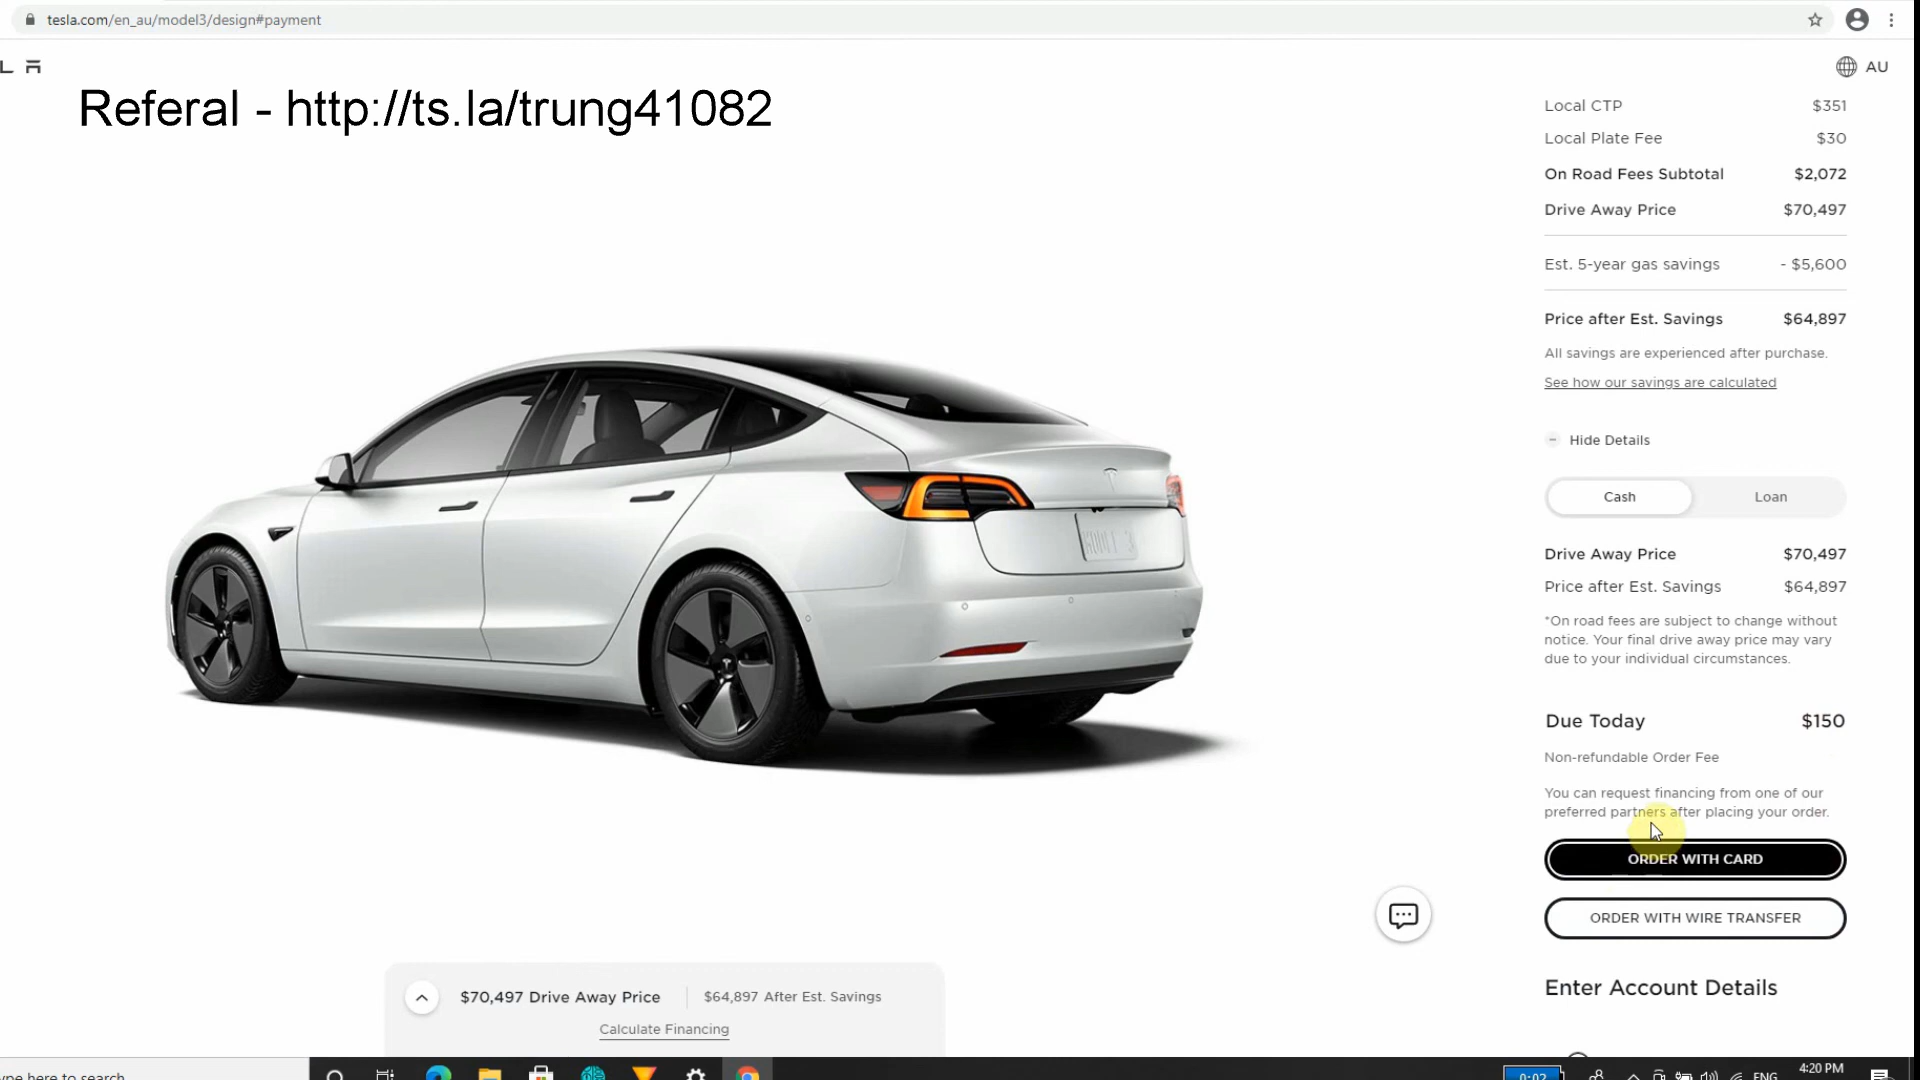 tesla.com/en_au/model3/design#payment
AU
Referal - http://ts.la/trung41082
Local CTP $351
Local Plate Fee $30
On Road Fees Subtotal $2,072
Drive Away Price $70,497
Est. 5-year gas savings - $5,600
Price after Est. Savings $64,897
All savings are experienced after purchase.
See how our savings are calculated
Hide Details
Cash Loan
Drive Away Price $70,497
Price after Est. Savings $64,897
*On road fees are subject to change without
notice. Your final drive away price may vary
due to your individual circumstances.
Due Today $150
Non-refundable Order Fee
You can request financing from one of our
preferred partners after placing your order.
ORDER WITH CARD
ORDER WITH WIRE TRANSFER
Enter Account Details
$70,497 Drive Away Price $64,897 After Est. Savings
Calculate Financing
here to search
0:02
ENG
4:20 PM